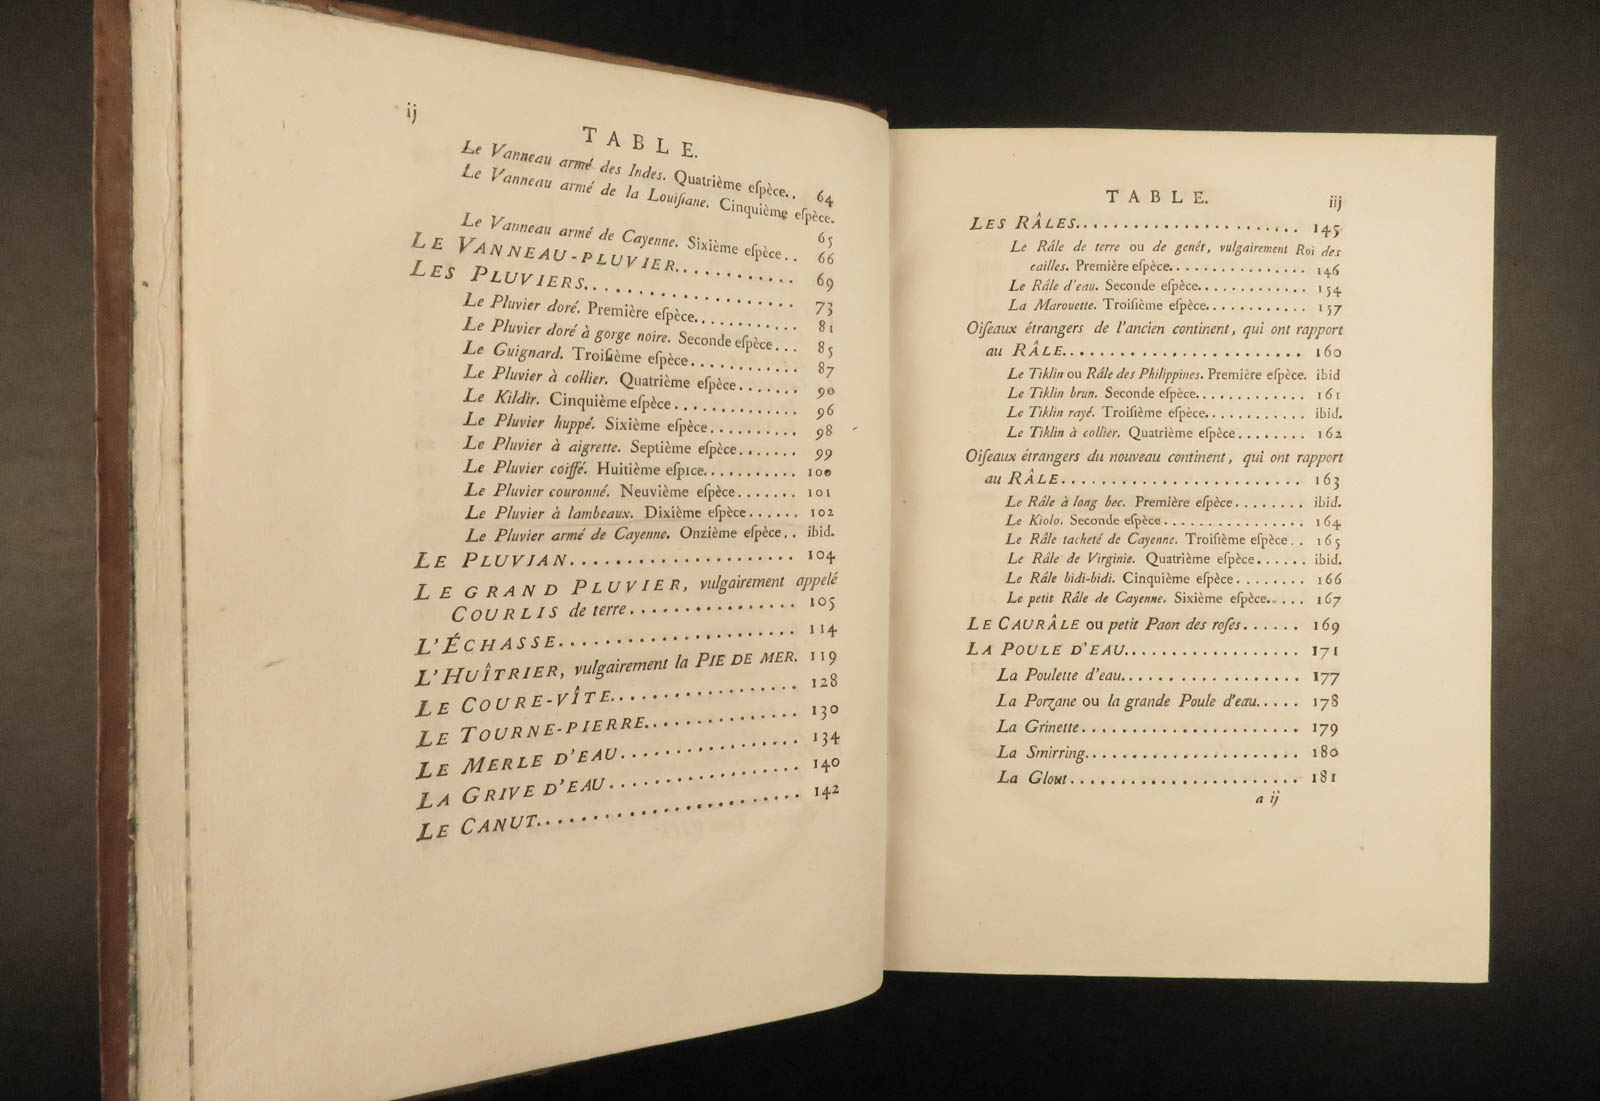 ij
TABLE.
Le Vanneau armé des Indes. Quatrième eſpèce.. 64
Le Vanneau armé de la Louiſiane. Cinquième eſpèce.
65
Le Vanneau armé de Cayenne. Sixième eſpèce.. 66
LE VANNEAU-PLUVIER............ 69
LES PLUVIERS.................... 73
Le Pluvier doré. Première eſpèce............ 81
Le Pluvier doré à gorge noire. Seconde eſpèce... 85
Le Guignard. Troiſième eſpèce............ 87
Le Pluvier à collier. Quatrième eſpèce....... 90
Le Kildir. Cinquième eſpèce............. 96
Le Pluvier huppé. Sixième eſpèce.......... 98
Le Pluvier à aigrette. Septième eſpèce....... 99
Le Pluvier coiffé. Huitième eſpıce.......... 100
Le Pluvier couronné. Neuvième eſpèce....... 101
Le Pluvier à lambeaux. Dixième eſpèce...... 102
Le Pluvier armé de Cayenne. Onzième eſpèce.. ibid.
LE PLUVIAN..................... 104
LE GRAND PLUVIER, vulgairement appelé
COURLIS de terre................ 105
L'ÉCHASSE...................... 114
L'HUÎTRIER, vulgairement la PIE DE MER. 119
LE COURE-VÎTE................. 128
LE TOURNE-PIERRE.............. 130
LE MERLE D'EAU................ 134
LA GRIVE D'EAU................. 140
LE CANUT....................... 142
TABLE. iij
LES RÂLES...................... 145
Le Râle de terre ou de genêt, vulgairement Roi des
cailles. Première eſpèce................ 146
Le Râle d'eau. Seconde eſpèce............. 154
La Marouette. Troiſième eſpèce............ 157
Oiſeaux étrangers de l'ancien continent, qui ont rapport
au RÂLE........................ 160
Le Tiklin ou Râle des Philippines. Première eſpèce. ibid
Le Tiklin brun. Seconde eſpèce............. 161
Le Tiklin rayé. Troiſième eſpèce............ ibid.
Le Tiklin à collier. Quatrième eſpèce........ 162
Oiſeaux étrangers du nouveau continent, qui ont rapport
au RÂLE........................ 163
Le Râle à long bec. Première eſpèce........ ibid.
Le Kiolo. Seconde eſpèce................ 164
Le Râle tacheté de Cayenne. Troiſième eſpèce.. 165
Le Râle de Virginie. Quatrième eſpèce...... ibid.
Le Râle bidi-bidi. Cinquième eſpèce........ 166
Le petit Râle de Cayenne. Sixième eſpèce..... 167
LE CAURÂLE ou petit Paon des roſes...... 169
LA POULE D'EAU................. 171
La Poulette d'eau.................. 177
La Porzane ou la grande Poule d'eau..... 178
La Grinette...................... 179
La Smirring..................... 180
La Glout....................... 181
a ij